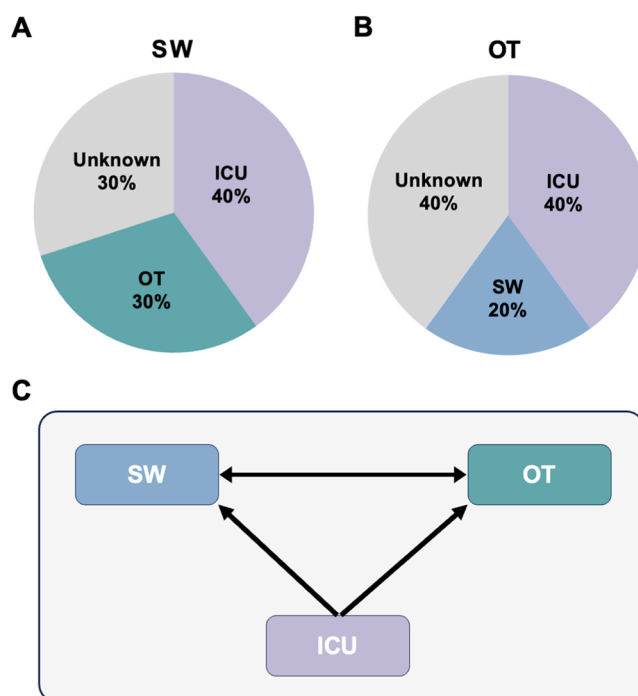 A
SW
Unknown
30%
ICU
40%
OT
30%
B
OT
Unknown
40%
ICU
40%
SW
20%
C
SW
OT
ICU